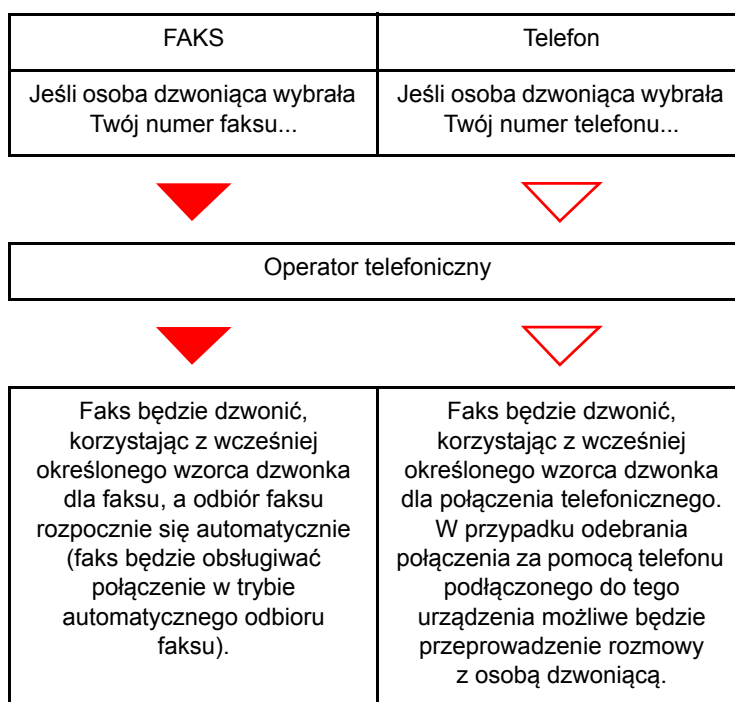 FAKS
Telefon
Jeśli osoba dzwoniąca wybrała
Twój numer faksu...
Jeśli osoba dzwoniąca wybrała
Twój numer telefonu...
Operator telefoniczny
Faks będzie dzwonić,
korzystając z wcześniej
określonego wzorca dzwonka
dla faksu, a odbiór faksu
rozpocznie się automatycznie
(faks będzie obsługiwać
połączenie w trybie
automatycznego odbioru
faksu).
Faks będzie dzwonić,
korzystając z wcześniej
określonego wzorca dzwonka
dla połączenia telefonicznego.
W przypadku odebrania
połączenia za pomocą telefonu
podłączonego do tego
urządzenia możliwe będzie
przeprowadzenie rozmowy
z osobą dzwoniącą.